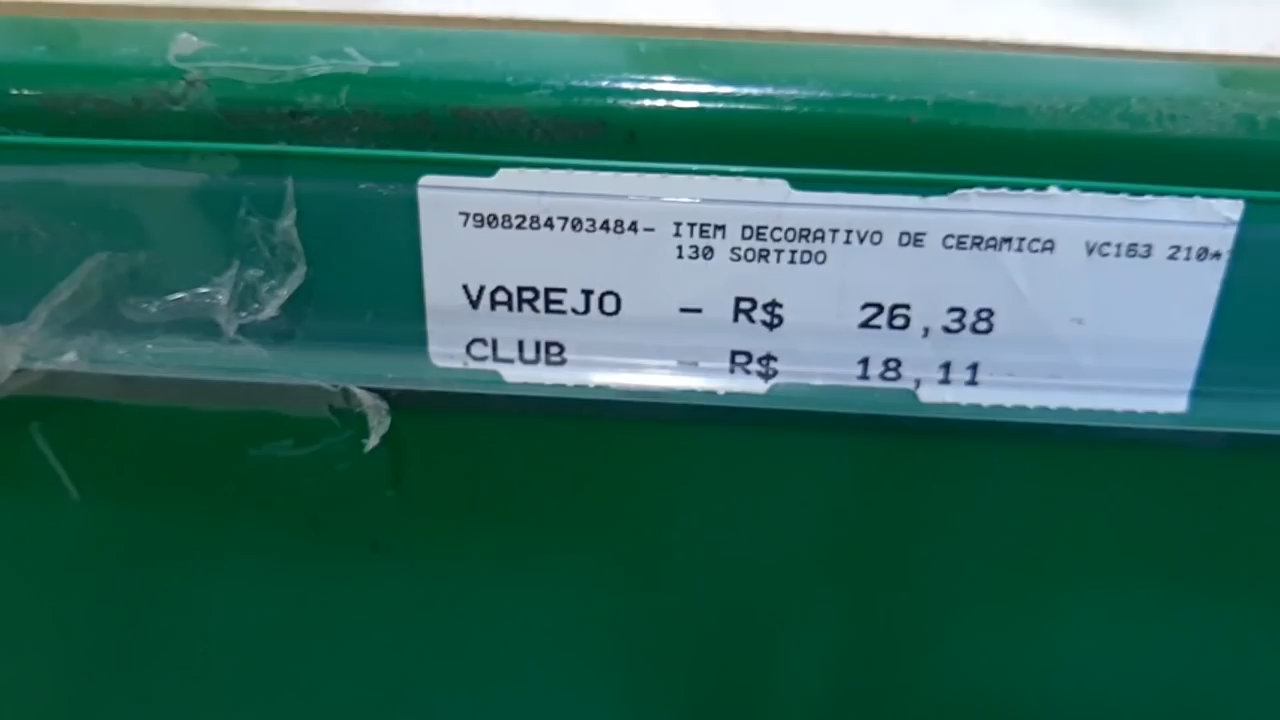 7908284703484- ITEM DECORATIVO DE CERAMICA VC163 210*
130 SORTIDO
VAREJO - R$ 26,38
CLUB - R$ 18,11